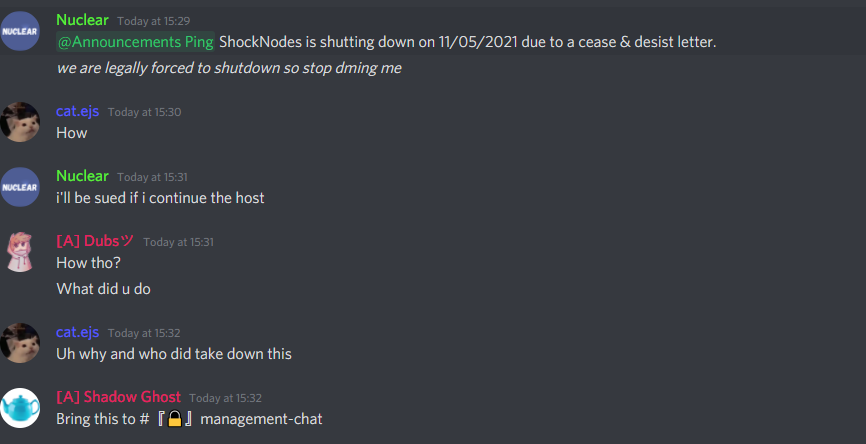 NUCLEAR
Nuclear Today at 15:29
@Announcements Ping ShockNodes is shutting down on 11/05/2021 due to a cease & desist letter.
we are legally forced to shutdown so stop dming me
cat.ejs Today at 15:30
How
NUCLEAR
Nuclear Today at 15:31
i'll be sued if i continue the host
[A] Dubsツ Today at 15:31
How tho?
What did u do
cat.ejs Today at 15:32
Uh why and who did take down this
[A] Shadow Ghost Today at 15:32
Bring this to # 『🔒』management-chat